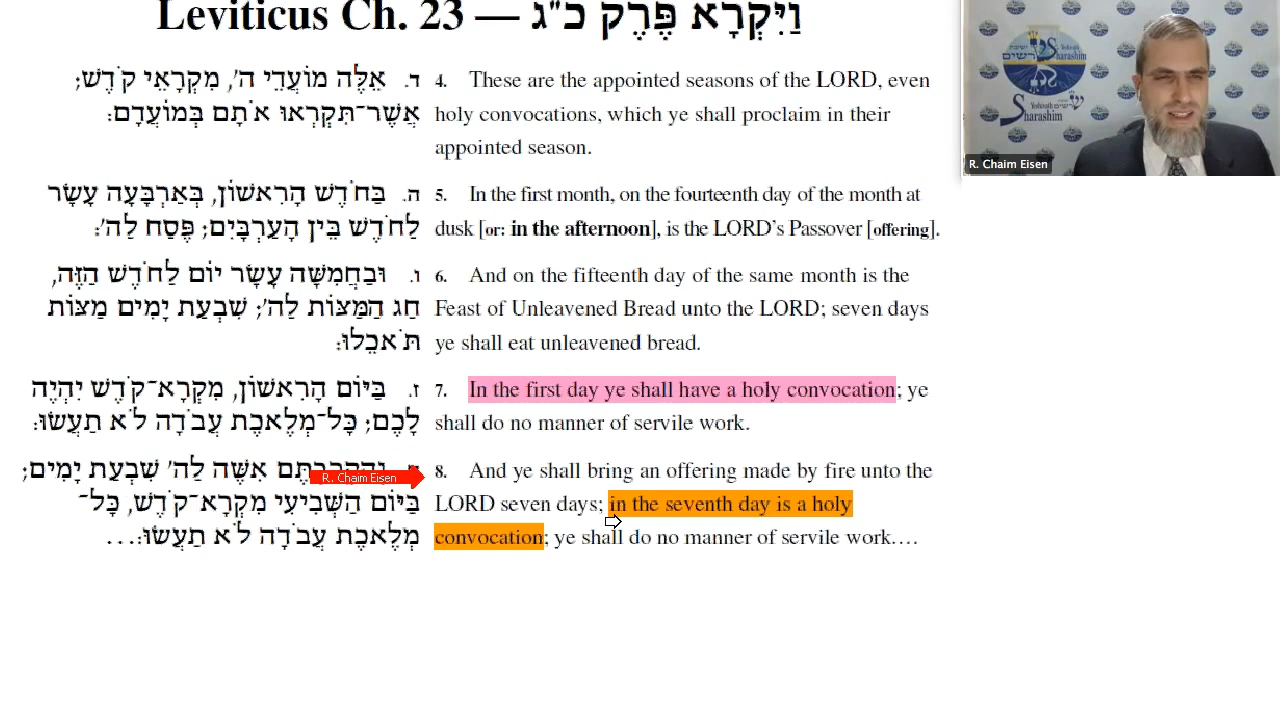 Leviticus Ch. 23 — וַיִּקְרָא פֶּרֶק כ"ג
ד. אֵלֶּה מוֹעֲדֵי ה', מִקְרָאֵי קֹדֶשׁ;
אֲשֶׁר־תִּקְרְאוּ אֹתָם בְּמוֹעֲדָם:
4. These are the appointed seasons of the LORD, even
holy convocations, which ye shall proclaim in their
appointed season.
ה. בַּחֹדֶשׁ הָרִאשׁוֹן, בְּאַרְבָּעָה עָשָׂר
לַחֹדֶשׁ בֵּין הָעַרְבָּיִם; פֶּסַח לַה':
5. In the first month, on the fourteenth day of the month at
dusk [or: in the afternoon], is the LORD's Passover [offering].
ו. וּבַחֲמִשָּׁה עָשָׂר יוֹם לַחֹדֶשׁ הַזֶּה,
חַג הַמַּצּוֹת לַה'; שִׁבְעַת יָמִים מַצּוֹת
תֹּאכֵלוּ:
6. And on the fifteenth day of the same month is the
Feast of Unleavened Bread unto the LORD; seven days
ye shall eat unleavened bread.
ז. בַּיּוֹם הָרִאשׁוֹן, מִקְרָא־קֹדֶשׁ יִהְיֶה
לָכֶם; כָּל־מְלֶאכֶת עֲבֹדָה לֹא תַעֲשׂוּ:
7. In the first day ye shall have a holy convocation; ye
shall do no manner of servile work.
אִשֶּׁה לַה' שִׁבְעַת יָמִים;
בַּיּוֹם הַשְּׁבִיעִי מִקְרָא־קֹדֶשׁ, כָּל־
מְלֶאכֶת עֲבֹדָה לֹא תַעֲשׂוּ:…
R. Chaim Eisen
8. And ye shall bring an offering made by fire unto the
LORD seven days; in the seventh day is a holy
convocation; ye shall do no manner of servile work….
Yeshivath
Sharashim
R. Chaim Eisen